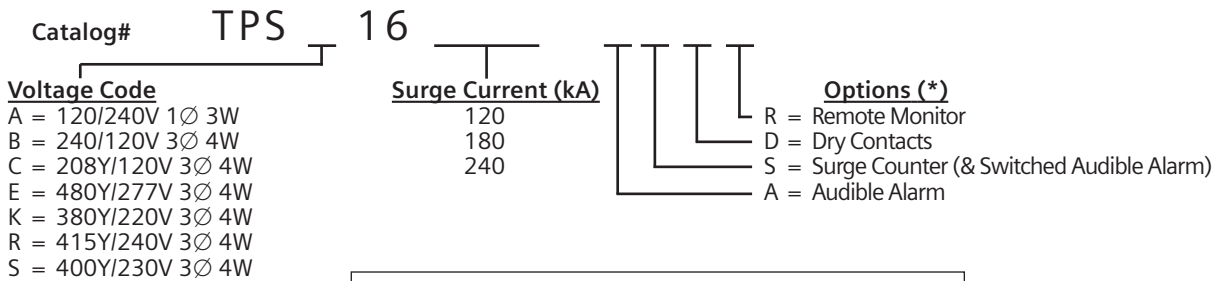 Catalog# TPS _ 16 ____ _ _ _ _
Voltage Code
A = 120/240V 1∅ 3W
B = 240/120V 3∅ 4W
C = 208Y/120V 3∅ 4W
E = 480Y/277V 3∅ 4W
K = 380Y/220V 3∅ 4W
R = 415Y/240V 3∅ 4W
S = 400Y/230V 3∅ 4W
Surge Current (kA)
120
180
240
Options (*)
R = Remote Monitor
D = Dry Contacts
S = Surge Counter (& Switched Audible Alarm)
A = Audible Alarm